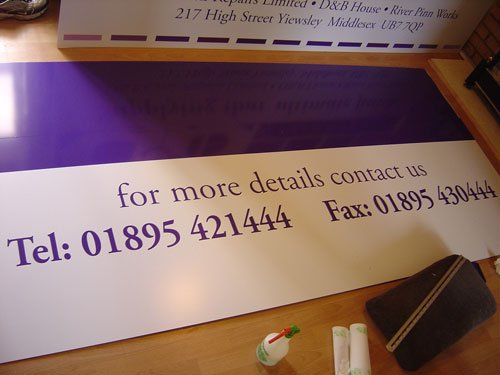 Repairs Limited • D&B House • River Pinn Works
217 High Street Yiewsley Middlesex UB7 7QP
for more details contact us
Tel: 01895 421444 Fax: 01895 430444